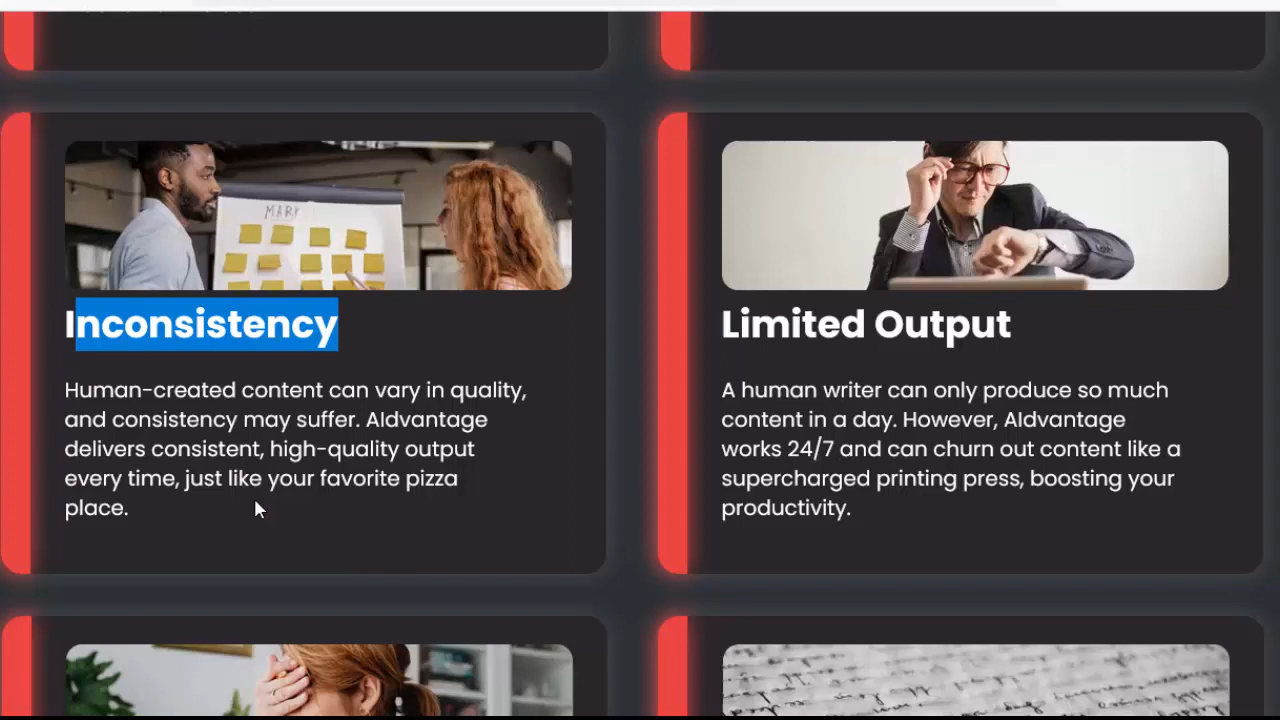 MARK
Inconsistency
Human-created content can vary in quality,
and consistency may suffer. AIdvantage
delivers consistent, high-quality output
every time, just like your favorite pizza
place.
Limited Output
A human writer can only produce so much
content in a day. However, AIdvantage
works 24/7 and can churn out content like a
supercharged printing press, boosting your
productivity.